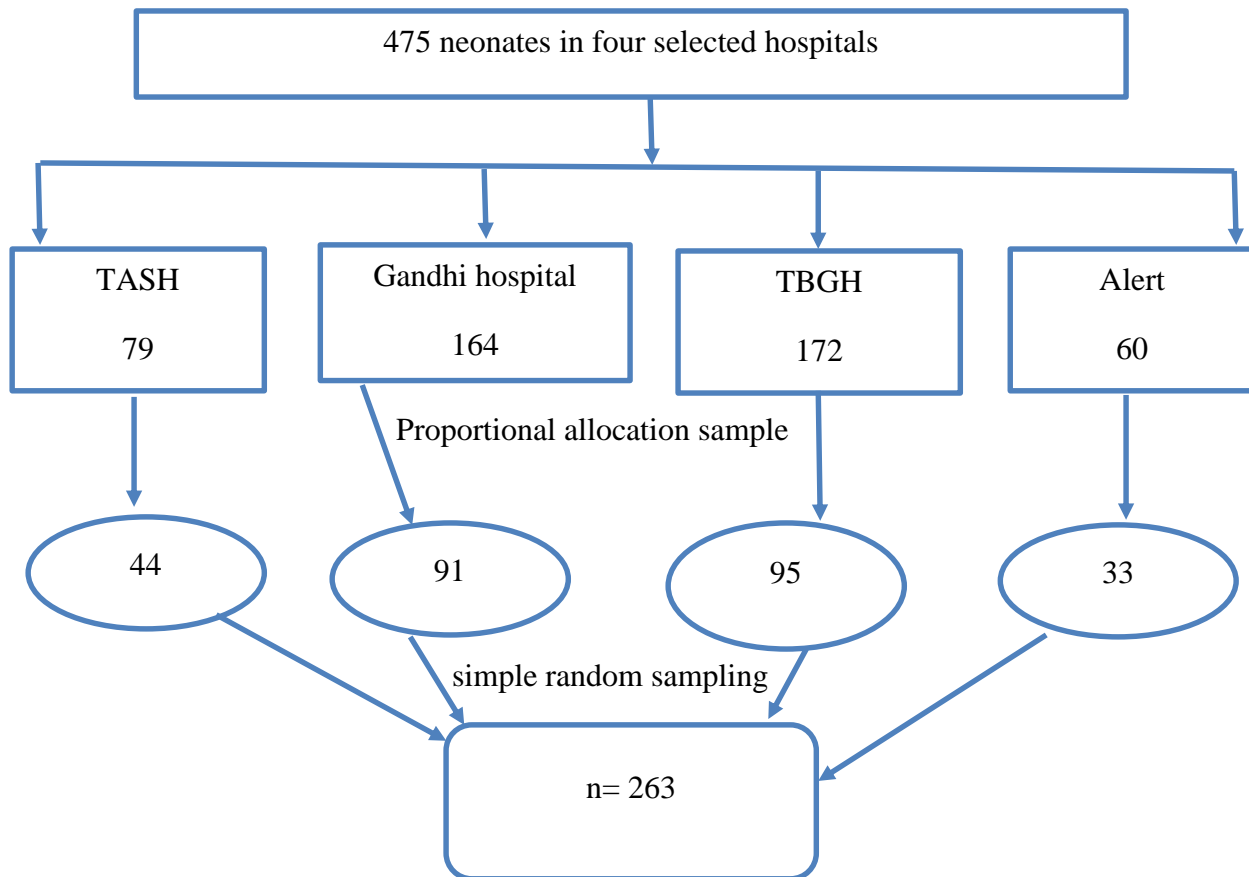 475 neonates in four selected hospitals
TASH
79
Gandhi hospital
164
TBGH
172
Alert
60
Proportional allocation sample
44
91
95
33
simple random sampling
n= 263